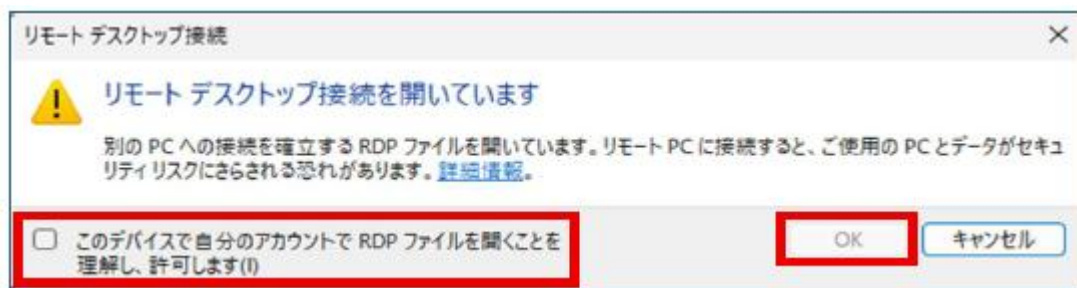 リモート デスクトップ接続
リモート デスクトップ接続を開いています
別の PC への接続を確立する RDP ファイルを開いています。リモート PC に接続すると、ご使用の PC とデータがセキュ
リティ リスクにさらされる恐れがあります。詳細情報。
このデバイスで自分のアカウントで RDP ファイルを開くことを
理解し、許可します(I)
OK
キャンセル